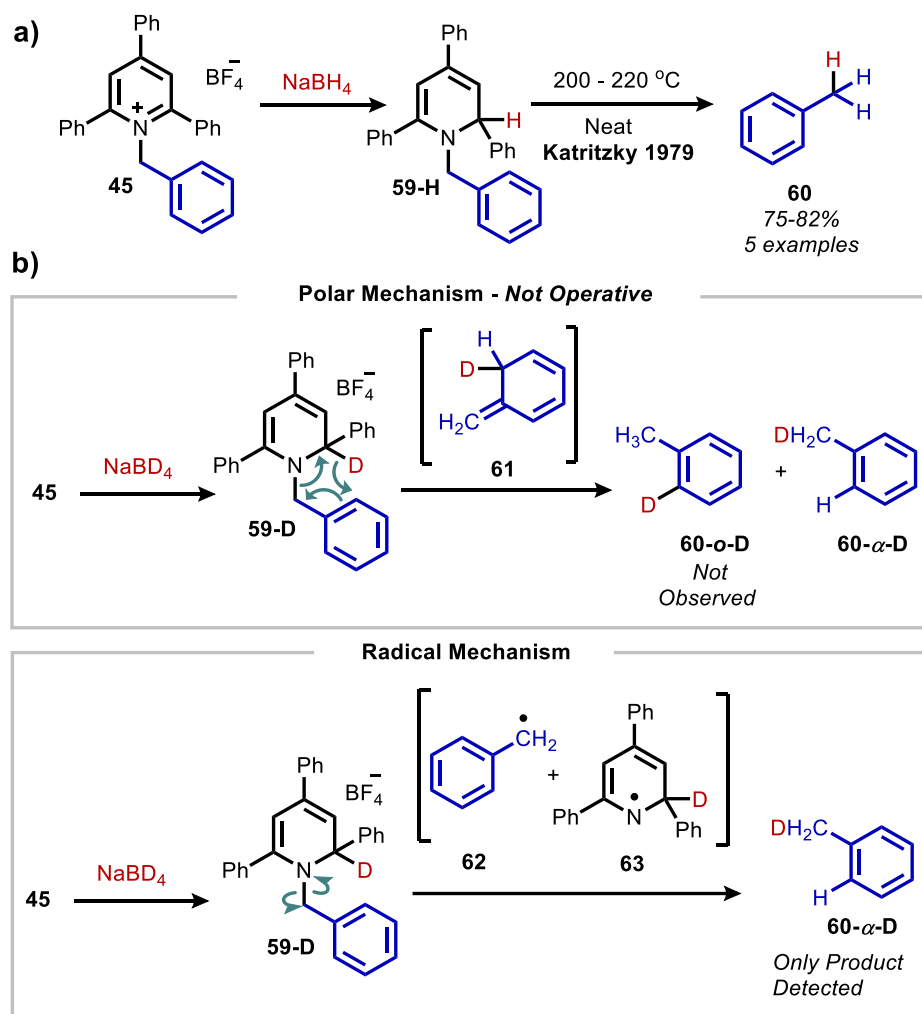 a)
Ph
Ph
N
+
Ph
BF4
−
45
NaBH4
Ph
Ph
N
H
Ph
59-H
200 - 220 °C
Neat
Katritzky 1979
H
C
H
H
60
75-82%
5 examples
b)
Polar Mechanism - Not Operative
45
NaBD4
Ph
BF4
−
Ph
Ph
N
D
59-D
H
D
H2C
61
H3C
D
60-o-D
Not
Observed
+
DH2C
H
60-α-D
Radical Mechanism
45
NaBD4
Ph
BF4
−
Ph
Ph
N
D
59-D
•
CH2
62
+
Ph
Ph
N
•
D
Ph
63
DH2C
H
60-α-D
Only Product
Detected